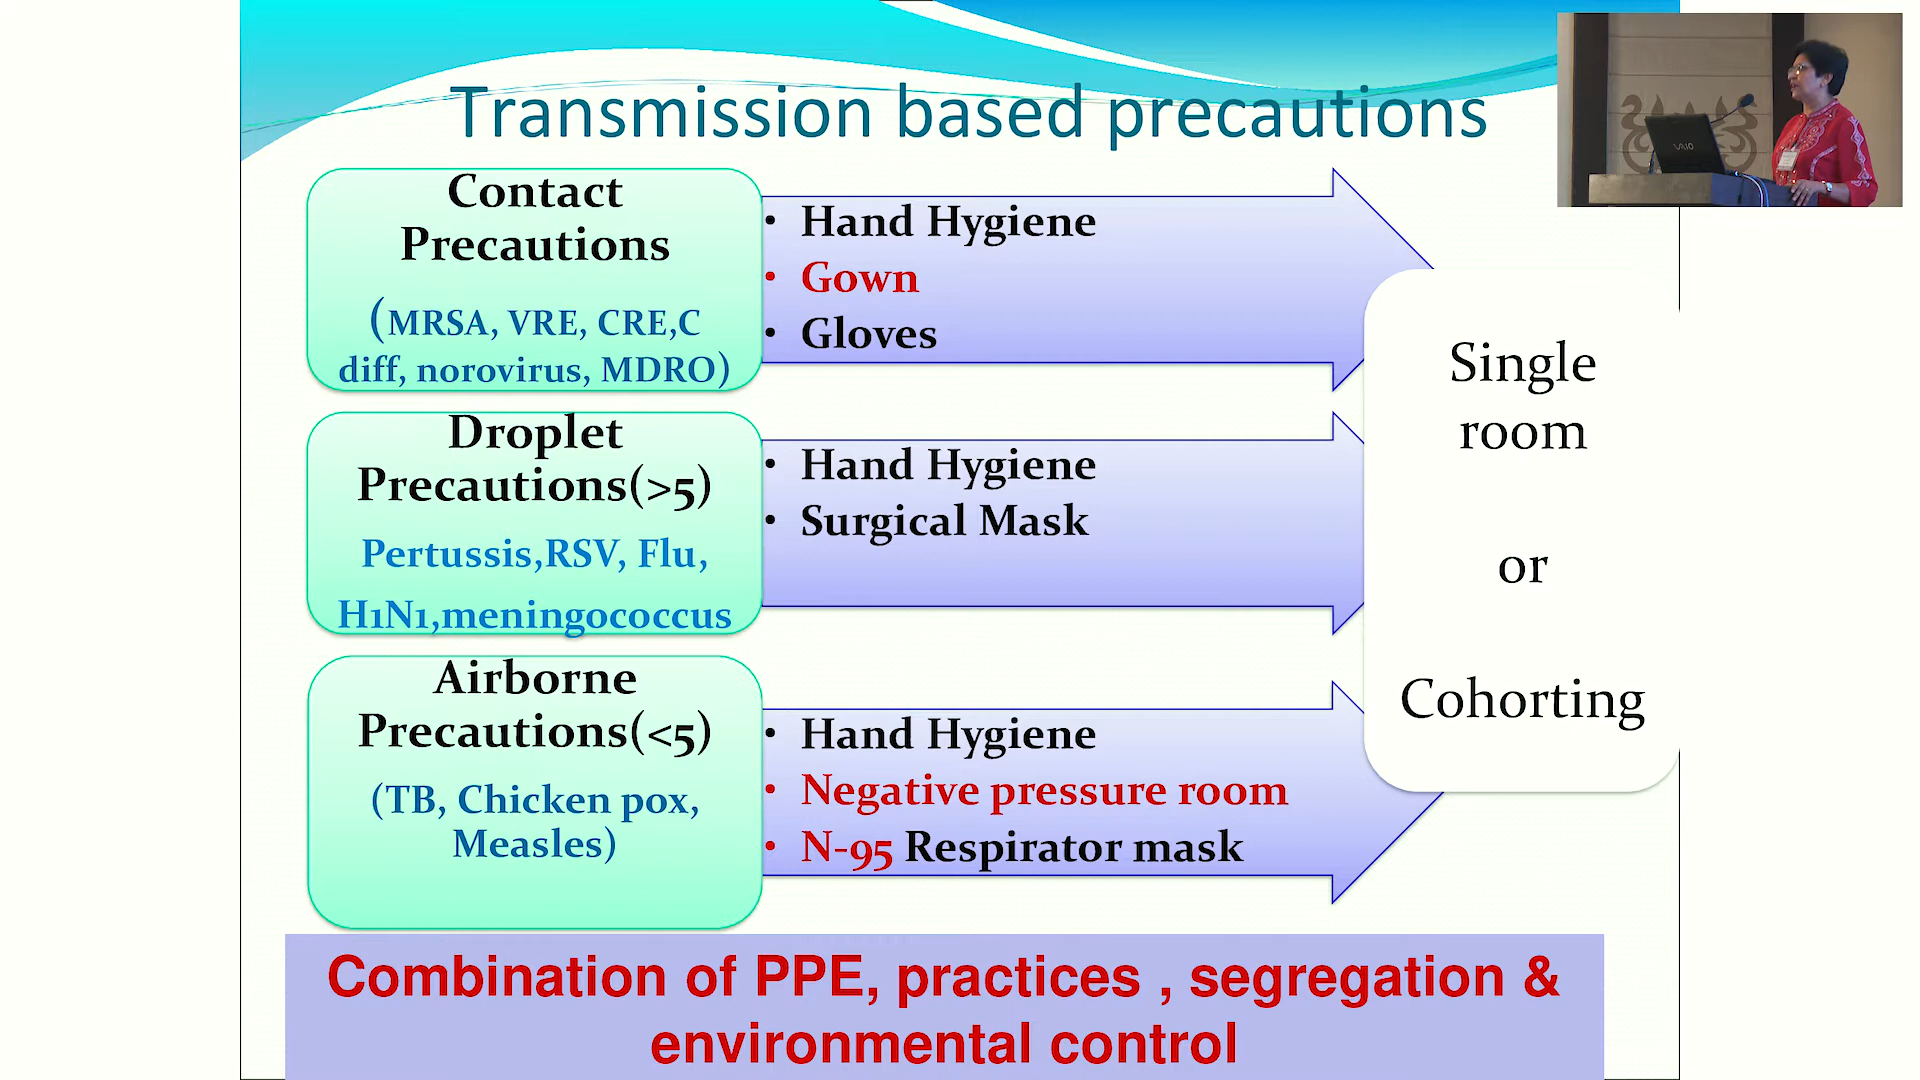 Transmission based precautions
Contact
Precautions
(MRSA, VRE, CRE,C
diff, norovirus, MDRO)
• Hand Hygiene
• Gown
• Gloves
Droplet
Precautions(>5)
Pertussis,RSV, Flu,
H1N1,meningococcus
• Hand Hygiene
• Surgical Mask
Airborne
Precautions(<5)
(TB, Chicken pox,
Measles)
• Hand Hygiene
• Negative pressure room
• N-95 Respirator mask
Single
room
or
Cohorting
Combination of PPE, practices , segregation &
environmental control
VAIO